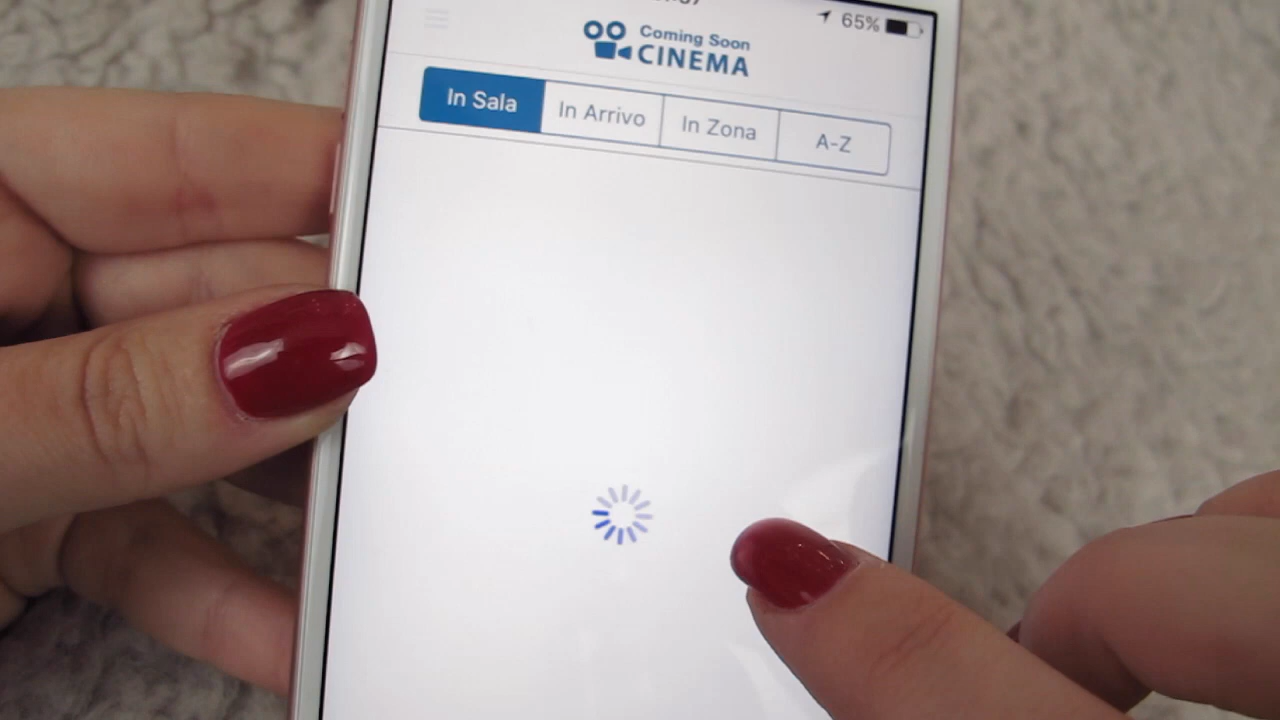 65%
Coming Soon
CINEMA
In Sala
In Arrivo
In Zona
A-Z